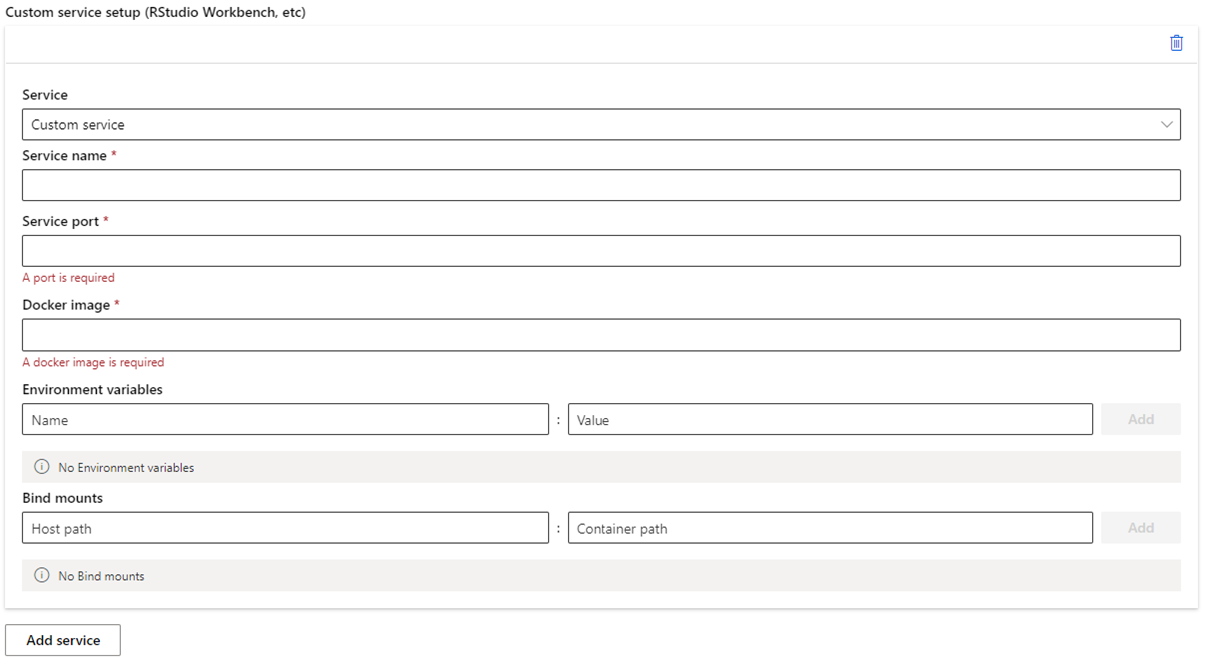 Custom service setup (RStudio Workbench, etc)
Service
Custom service
Service name *
Service port *
A port is required
Docker image *
A docker image is required
Environment variables
Name : Value Add
No Environment variables
Bind mounts
Host path : Container path Add
No Bind mounts
Add service